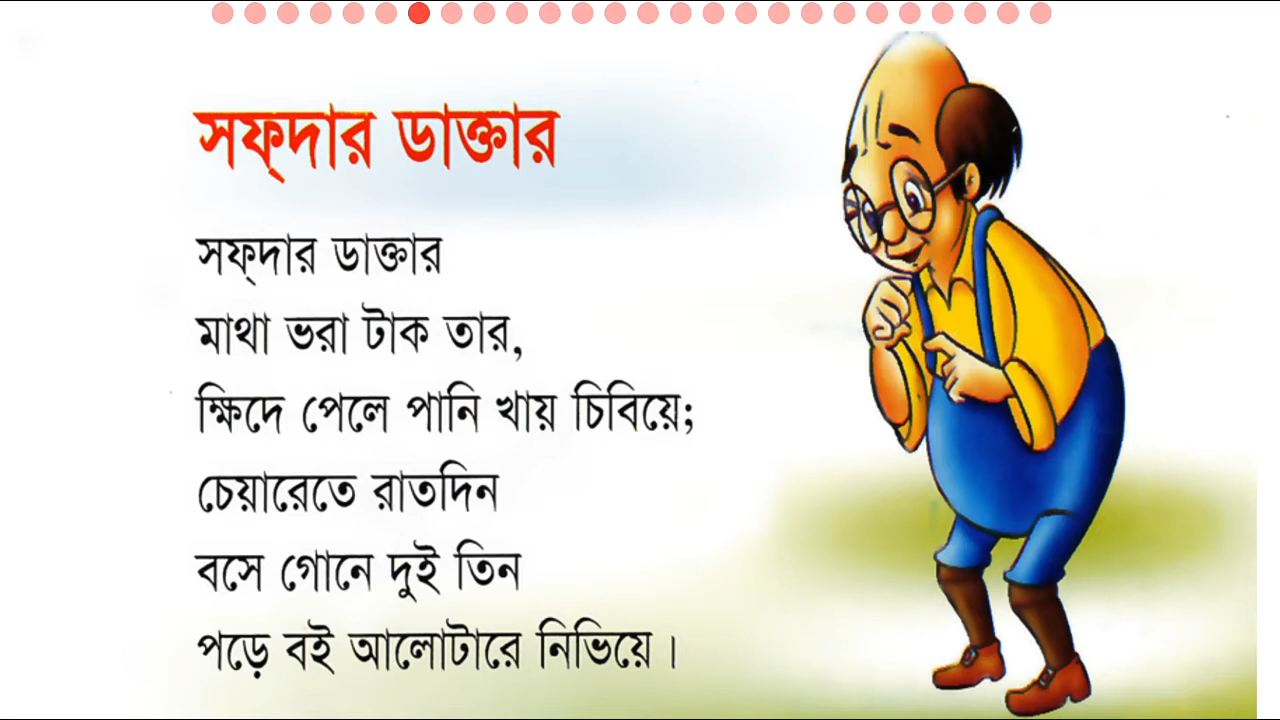 সফ্‌দার ডাক্তার
সফ্‌দার ডাক্তার
মাথা ভরা টাক তার,
ক্ষিদে পেলে পানি খায় চিবিয়ে;
চেয়ারেতে রাতদিন
বসে গোনে দুই তিন
পড়ে বই আলোটারে নিভিয়ে।